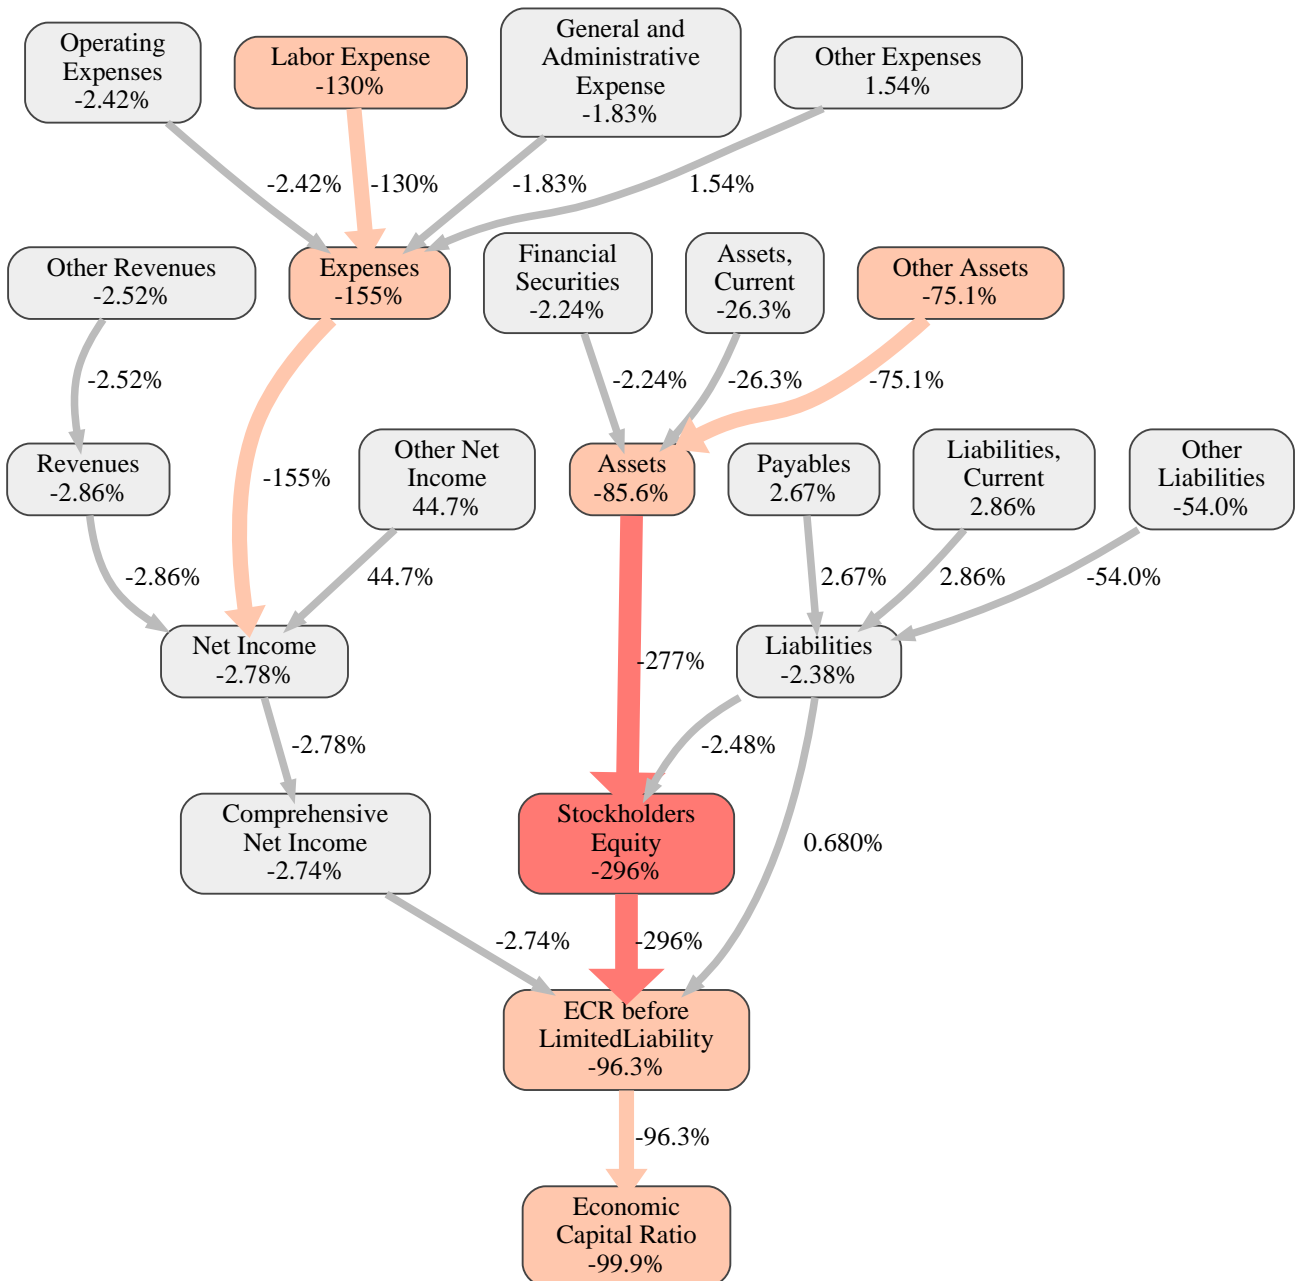 Operating
Expenses
-2.42%
Labor Expense
-130%
General and
Administrative
Expense
-1.83%
Other Expenses
1.54%
-2.42%
-130%
-1.83%
1.54%
Other Revenues
-2.52%
Expenses
-155%
Financial
Securities
-2.24%
Assets,
Current
-26.3%
Other Assets
-75.1%
-2.52%
-2.24%
-26.3%
-75.1%
Revenues
-2.86%
-155%
Other Net
Income
44.7%
Assets
-85.6%
Payables
2.67%
Liabilities,
Current
2.86%
Other
Liabilities
-54.0%
-2.86%
44.7%
2.67%
2.86%
-54.0%
Net Income
-2.78%
-277%
Liabilities
-2.38%
-2.78%
-2.48%
Comprehensive
Net Income
-2.74%
Stockholders
Equity
-296%
0.680%
-2.74%
-296%
ECR before
LimitedLiability
-96.3%
-96.3%
Economic
Capital Ratio
-99.9%